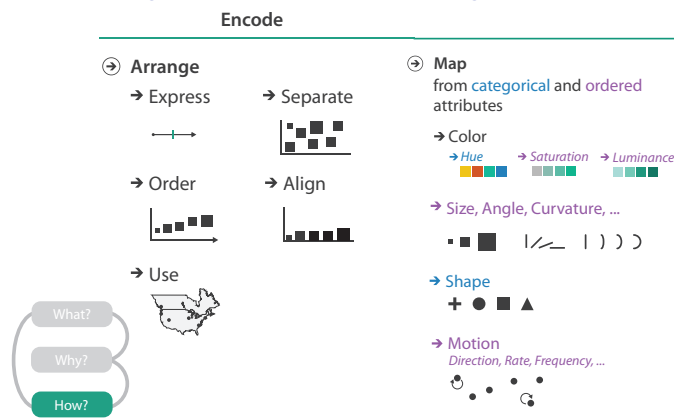 Encode
Arrange
Express
Separate
Order
Align
Use
Map
from categorical and ordered
attributes
Color
Hue
Saturation
Luminance
Size, Angle, Curvature, ...
Shape
Motion
Direction, Rate, Frequency, ...
What?
Why?
How?